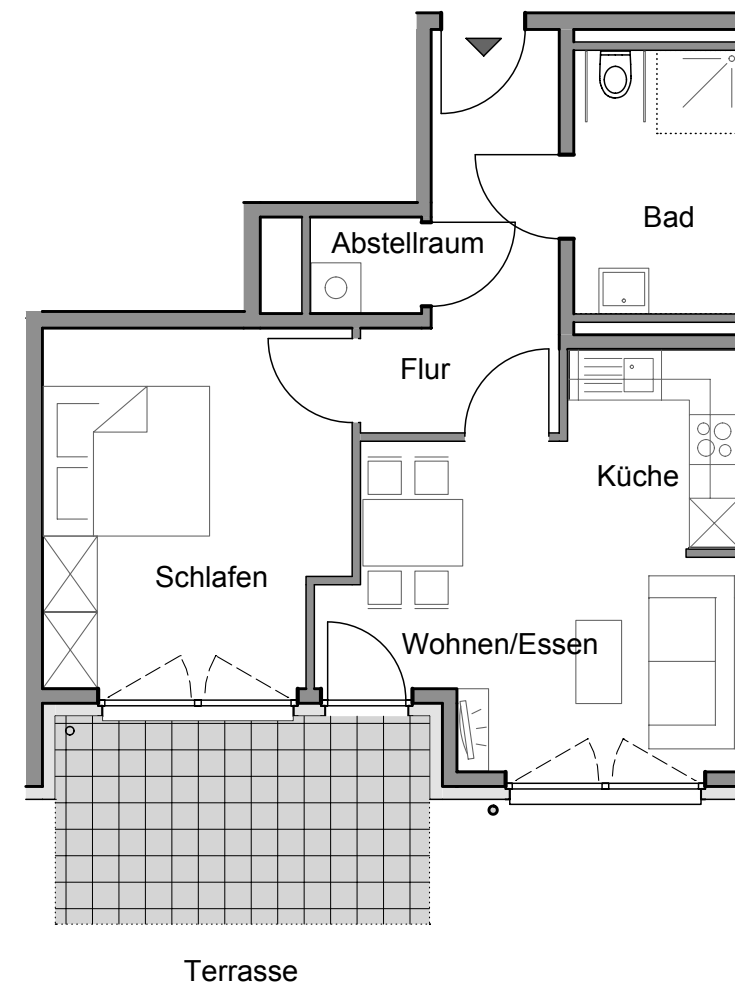 Bad
Abstellraum
Flur
Küche
Schlafen
Wohnen/Essen
Terrasse